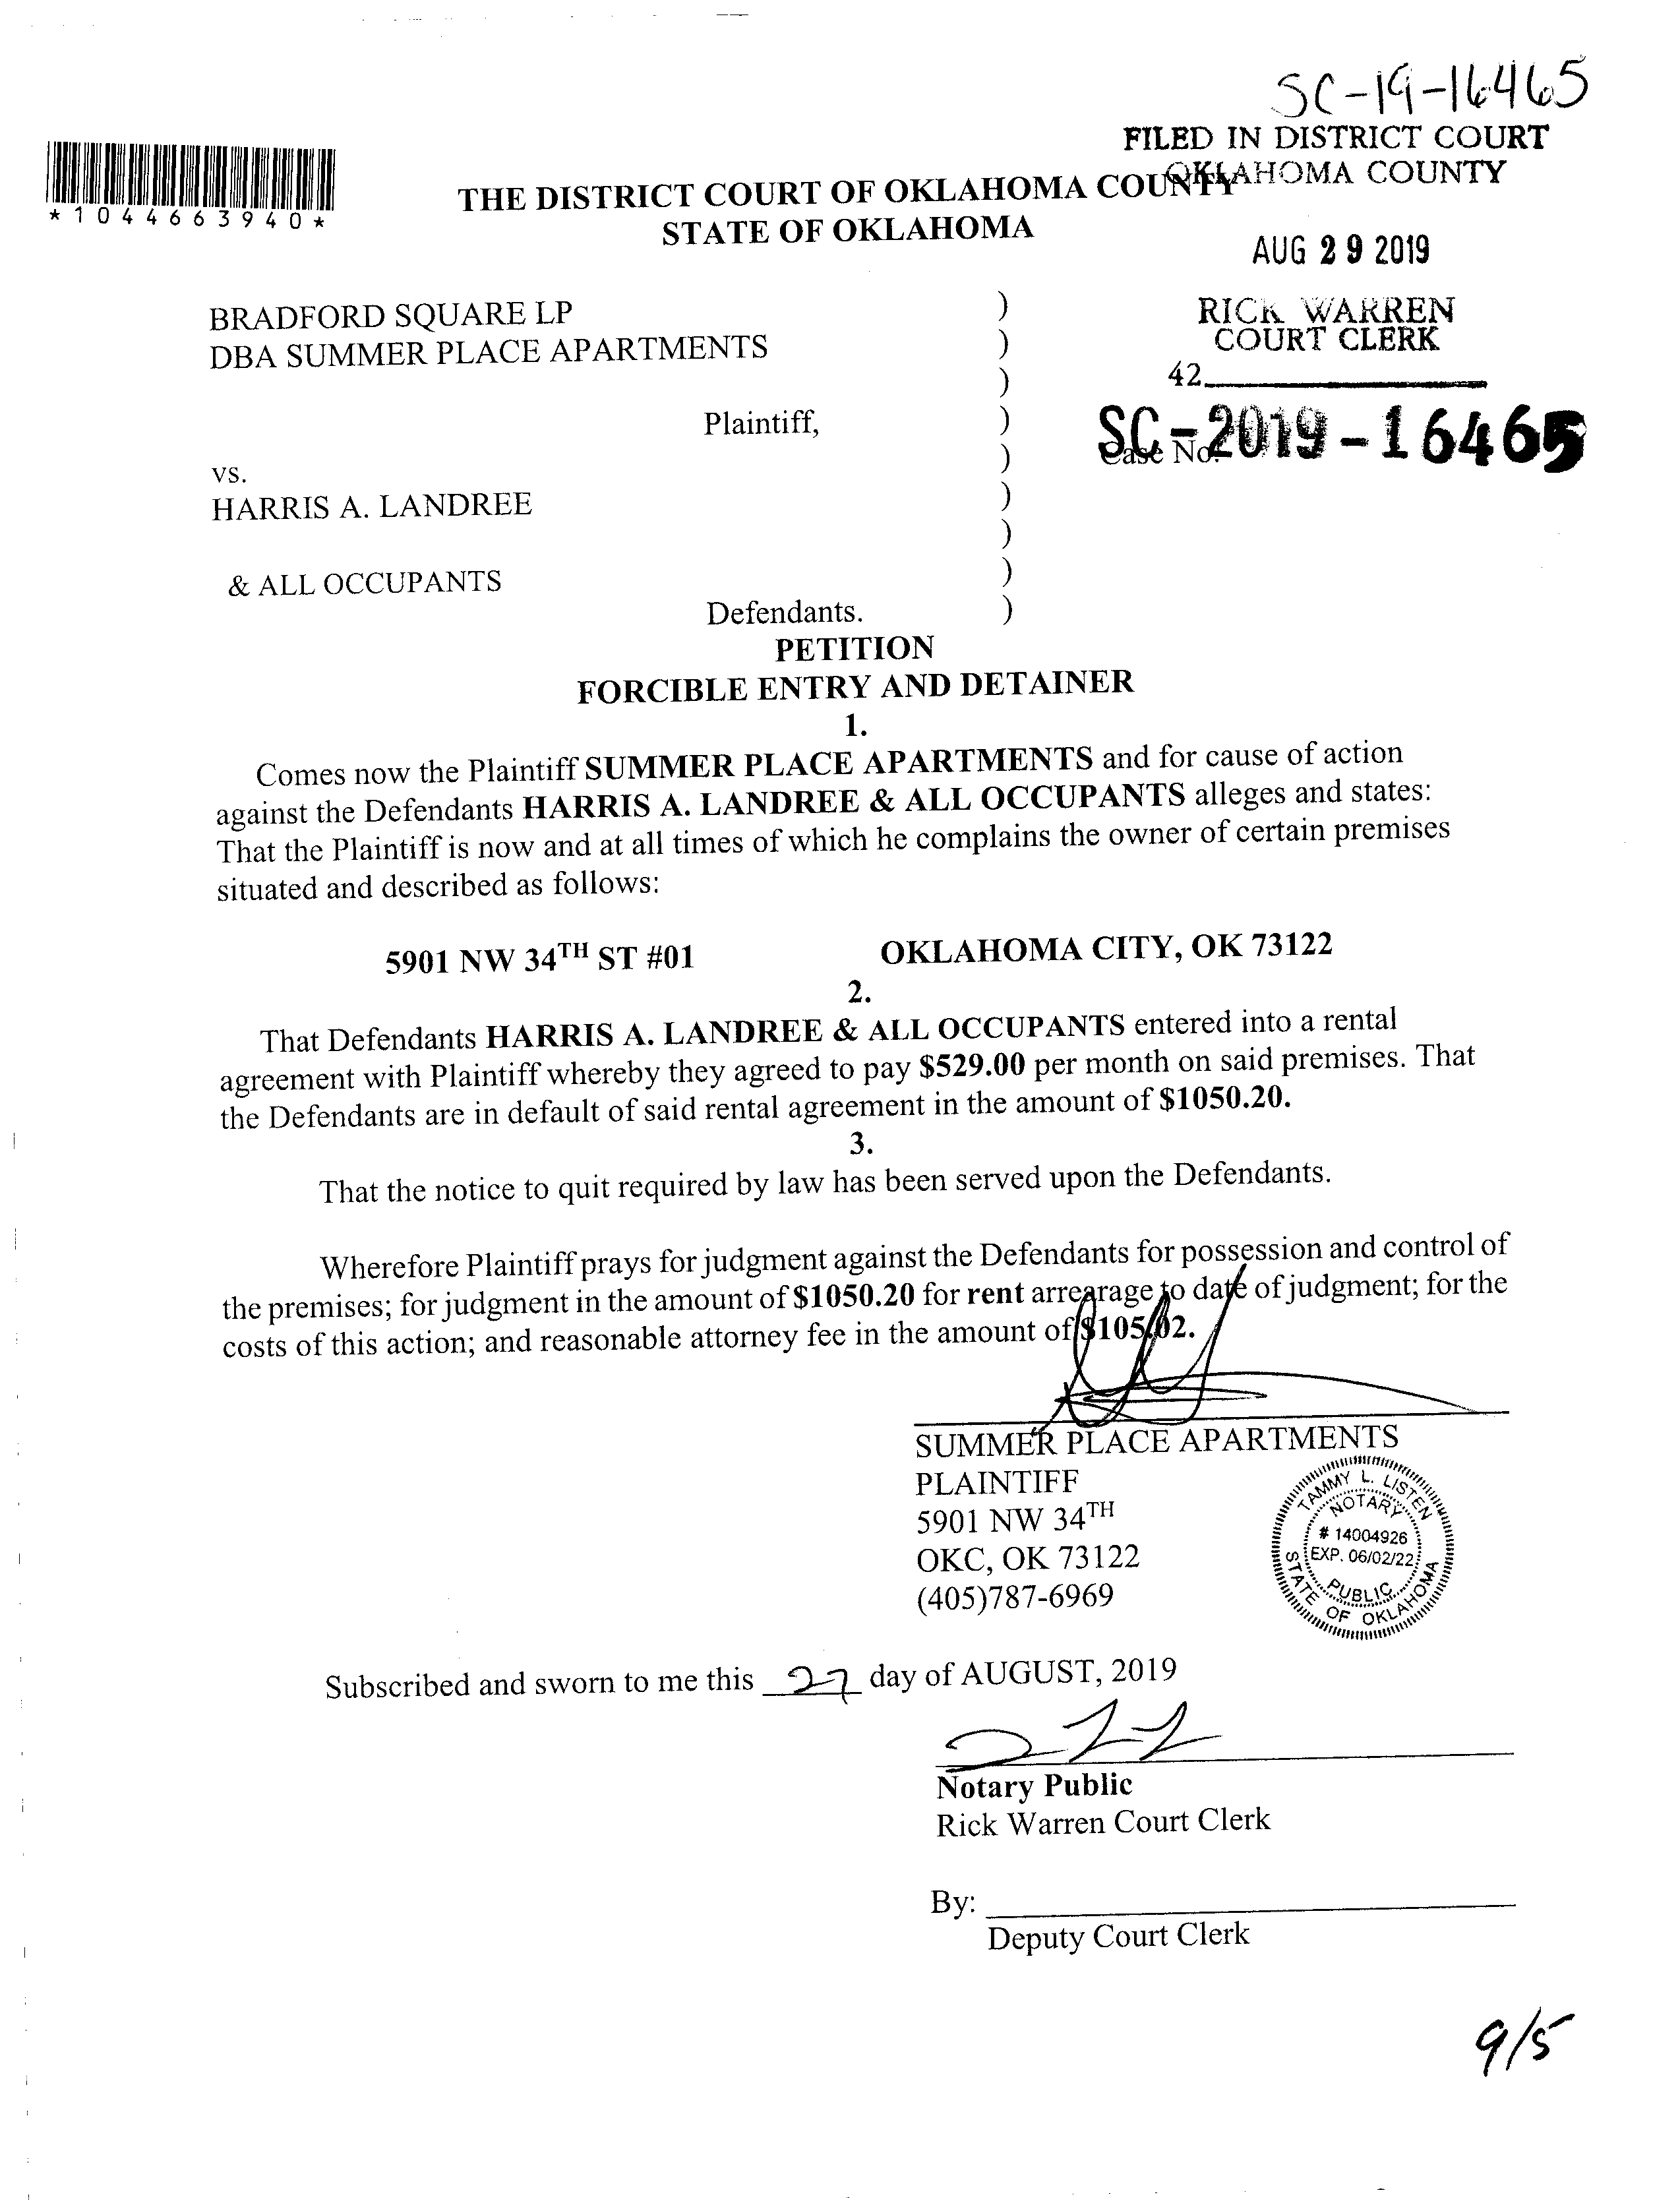 SC-19-16465
FILED IN DISTRICT COURT
OKLAHOMA COUNTY
*1044663940*
THE DISTRICT COURT OF OKLAHOMA COUNTY
STATE OF OKLAHOMA
AUG 29 2019
RICK WARREN
COURT CLERK
42
BRADFORD SQUARE LP )
DBA SUMMER PLACE APARTMENTS )
)
Plaintiff, )
SC-2019-16465
Case No.
vs. )
HARRIS A. LANDREE )
)
& ALL OCCUPANTS )
Defendants. )
PETITION
FORCIBLE ENTRY AND DETAINER
1.
Comes now the Plaintiff SUMMER PLACE APARTMENTS and for cause of action
against the Defendants HARRIS A. LANDREE & ALL OCCUPANTS alleges and states:
That the Plaintiff is now and at all times of which he complains the owner of certain premises
situated and described as follows:
5901 NW 34TH ST #01 OKLAHOMA CITY, OK 73122
2.
That Defendants HARRIS A. LANDREE & ALL OCCUPANTS entered into a rental
agreement with Plaintiff whereby they agreed to pay $529.00 per month on said premises. That
the Defendants are in default of said rental agreement in the amount of $1050.20.
3.
That the notice to quit required by law has been served upon the Defendants.
Wherefore Plaintiff prays for judgment against the Defendants for possession and control of
the premises; for judgment in the amount of $1050.20 for rent arrearage to date of judgment; for the
costs of this action; and reasonable attorney fee in the amount of $105.02.
SUMMER PLACE APARTMENTS
PLAINTIFF
5901 NW 34TH
OKC, OK 73122
(405)787-6969
TAMMY L. LISTEN
NOTARY
# 14004926
EXP. 06/02/22
PUBLIC
STATE OF OKLAHOMA
Subscribed and sworn to me this 27 day of AUGUST, 2019
Notary Public
Rick Warren Court Clerk
By:
Deputy Court Clerk
9/5